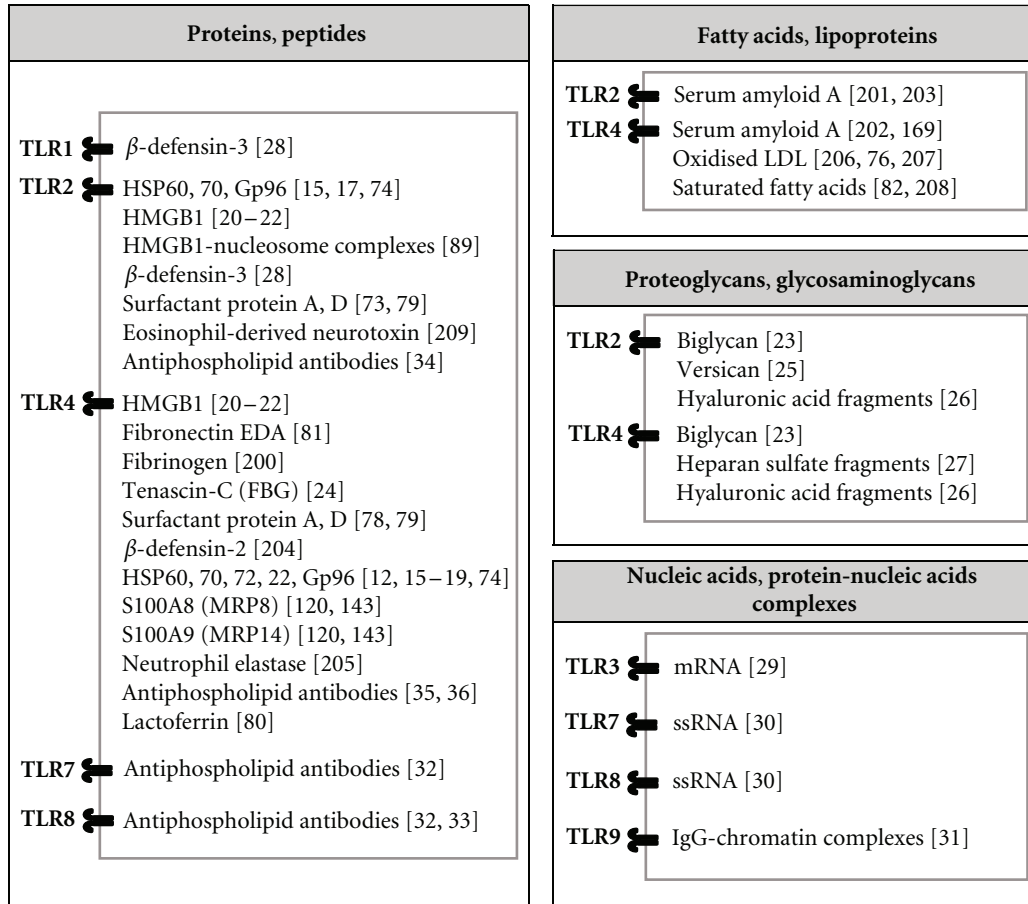 Proteins, peptides
TLR1 β-defensin-3 [28]
TLR2 HSP60, 70, Gp96 [15, 17, 74]
HMGB1 [20–22]
HMGB1-nucleosome complexes [89]
β-defensin-3 [28]
Surfactant protein A, D [73, 79]
Eosinophil-derived neurotoxin [209]
Antiphospholipid antibodies [34]
TLR4 HMGB1 [20–22]
Fibronectin EDA [81]
Fibrinogen [200]
Tenascin-C (FBG) [24]
Surfactant protein A, D [78, 79]
β-defensin-2 [204]
HSP60, 70, 72, 22, Gp96 [12, 15–19, 74]
S100A8 (MRP8) [120, 143]
S100A9 (MRP14) [120, 143]
Neutrophil elastase [205]
Antiphospholipid antibodies [35, 36]
Lactoferrin [80]
TLR7 Antiphospholipid antibodies [32]
TLR8 Antiphospholipid antibodies [32, 33]
Fatty acids, lipoproteins
TLR2 Serum amyloid A [201, 203]
TLR4 Serum amyloid A [202, 169]
Oxidised LDL [206, 76, 207]
Saturated fatty acids [82, 208]
Proteoglycans, glycosaminoglycans
TLR2 Biglycan [23]
Versican [25]
Hyaluronic acid fragments [26]
TLR4 Biglycan [23]
Heparan sulfate fragments [27]
Hyaluronic acid fragments [26]
Nucleic acids, protein-nucleic acids
complexes
TLR3 mRNA [29]
TLR7 ssRNA [30]
TLR8 ssRNA [30]
TLR9 IgG-chromatin complexes [31]